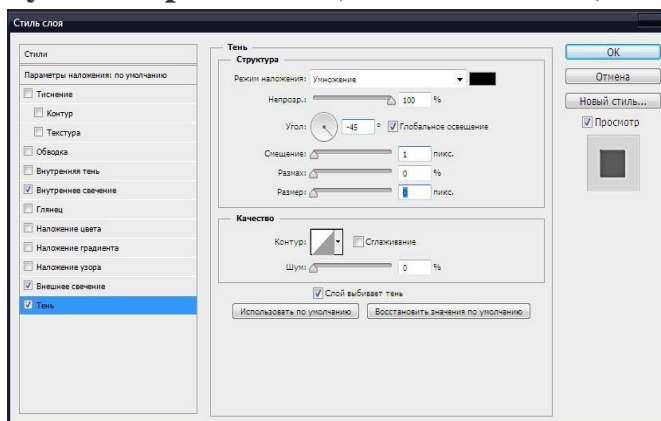 Стиль слоя
Стили
Параметры наложения: по умолчанию
Тиснение
Контур
Текстура
Обводка
Внутренняя тень
Внутреннее свечение
Глянец
Наложение цвета
Наложение градиента
Наложение узора
Внешнее свечение
Тень
Тень
Структура
Режим наложения: Умножение
Непрозр.: 100 %
Угол: -45 ° Глобальное освещение
Смещение: 1 пикс.
Размах: 0 %
Размер: 0 пикс.
Качество
Контур: Сглаживание
Шум: 0 %
Слой выбивает тень
Использовать по умолчанию Восстановить значения по умолчанию
OK
Отмена
Новый стиль...
Просмотр